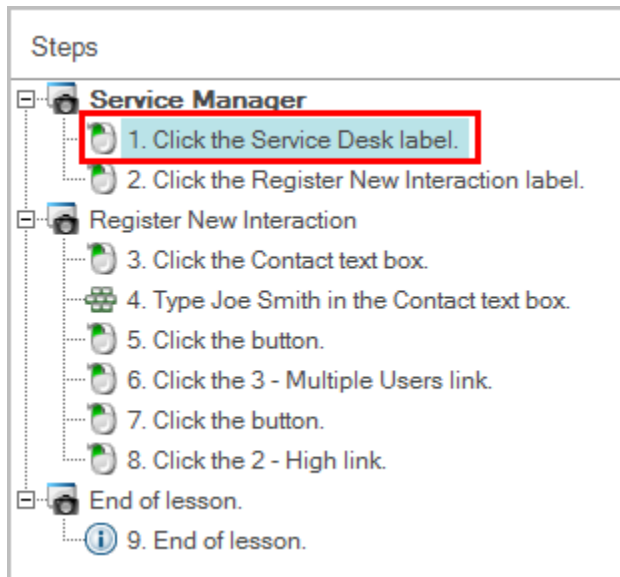 Steps
Service Manager
1. Click the Service Desk label.
2. Click the Register New Interaction label.
Register New Interaction
3. Click the Contact text box.
4. Type Joe Smith in the Contact text box.
5. Click the button.
6. Click the 3 - Multiple Users link.
7. Click the button.
8. Click the 2 - High link.
End of lesson.
9. End of lesson.